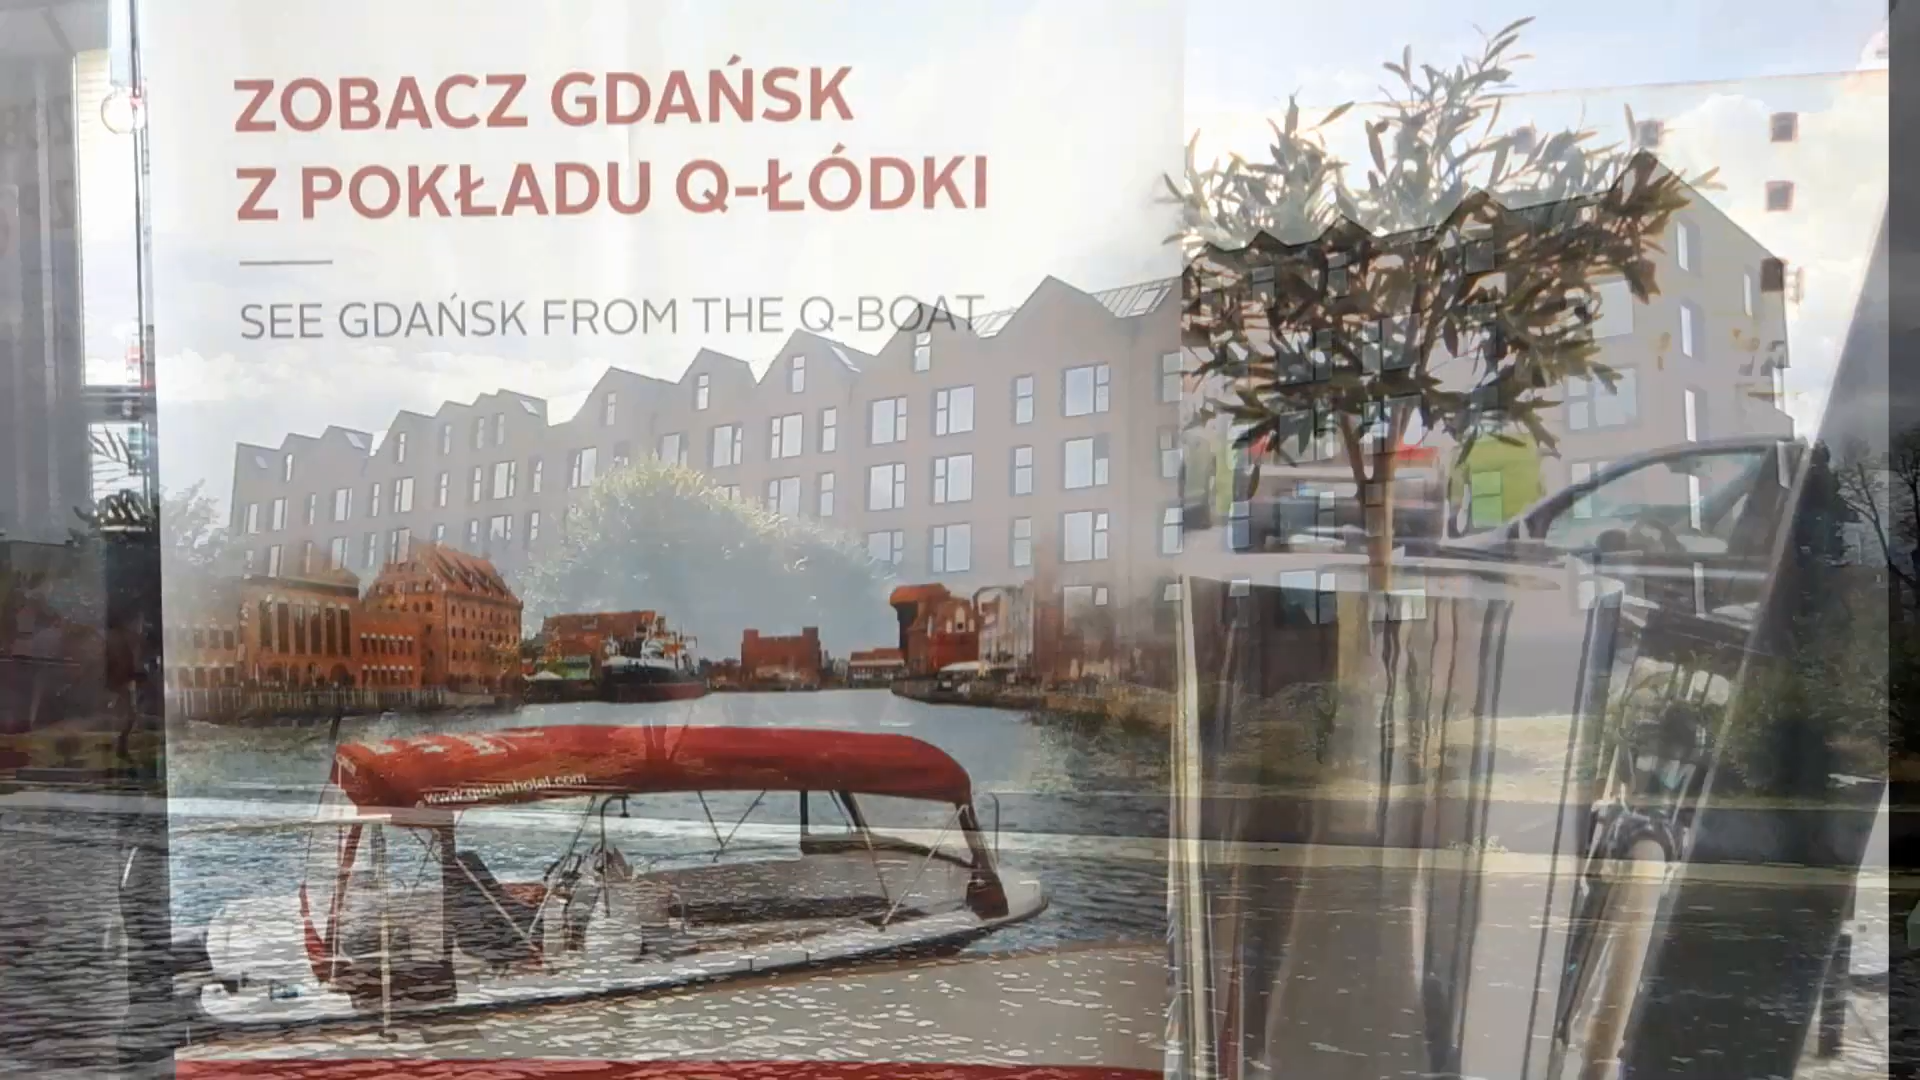 ZOBACZ GDAŃSK
Z POKŁADU Q-ŁÓDKI
SEE GDAŃSK FROM THE Q-BOAT
www.qubushotel.com